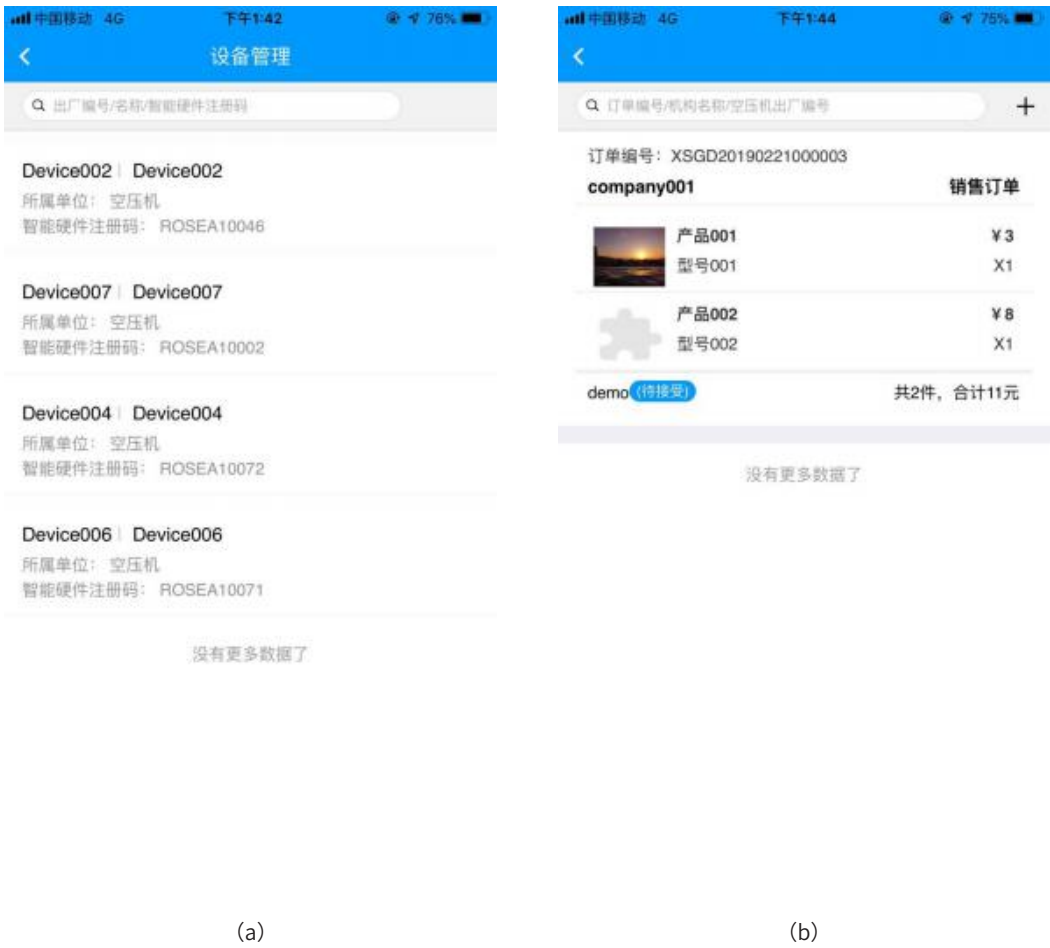 中国移动 4G 下午1:42 76%
设备管理
出厂编号/名称/智能硬件注册码
Device002 Device002
所属单位: 空压机
智能硬件注册码: ROSEA10046
Device007 Device007
所属单位: 空压机
智能硬件注册码: ROSEA10002
Device004 Device004
所属单位: 空压机
智能硬件注册码: ROSEA10072
Device006 Device006
所属单位: 空压机
智能硬件注册码: ROSEA10071
没有更多数据了
(a)
中国移动 4G 下午1:44 75%
订单编号/机构名称/空压机出厂编号
+
订单编号: XSGD20190221000003
company001 销售订单
产品001 ¥3
型号001 X1
产品002 ¥8
型号002 X1
demo(待接受) 共2件, 合计11元
没有更多数据了
(b)